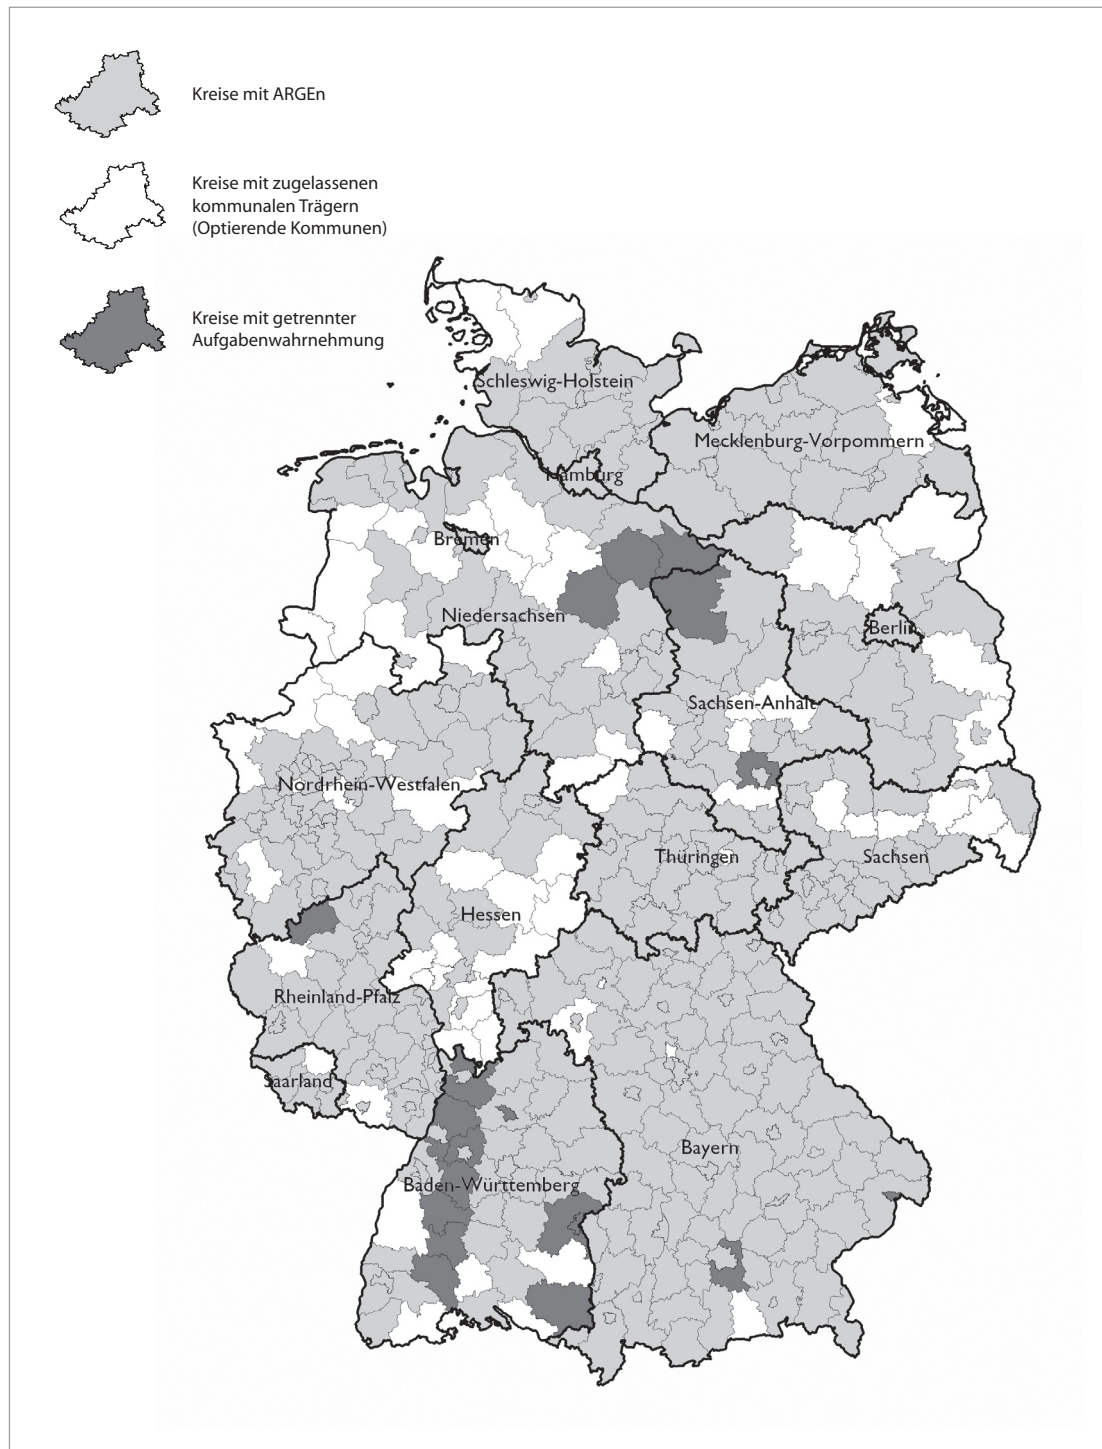 Kreise mit ARGEn
Kreise mit zugelassenen
kommunalen Trägern
(Optierende Kommunen)
Kreise mit getrennter
Aufgabenwahrnehmung
Schleswig-Holstein
Mecklenburg-Vorpommern
Hamburg
Bremen
Niedersachsen
Berlin
Sachsen-Anhalt
Nordrhein-Westfalen
Thüringen
Sachsen
Hessen
Rheinland-Pfalz
Saarland
Bayern
Baden-Württemberg